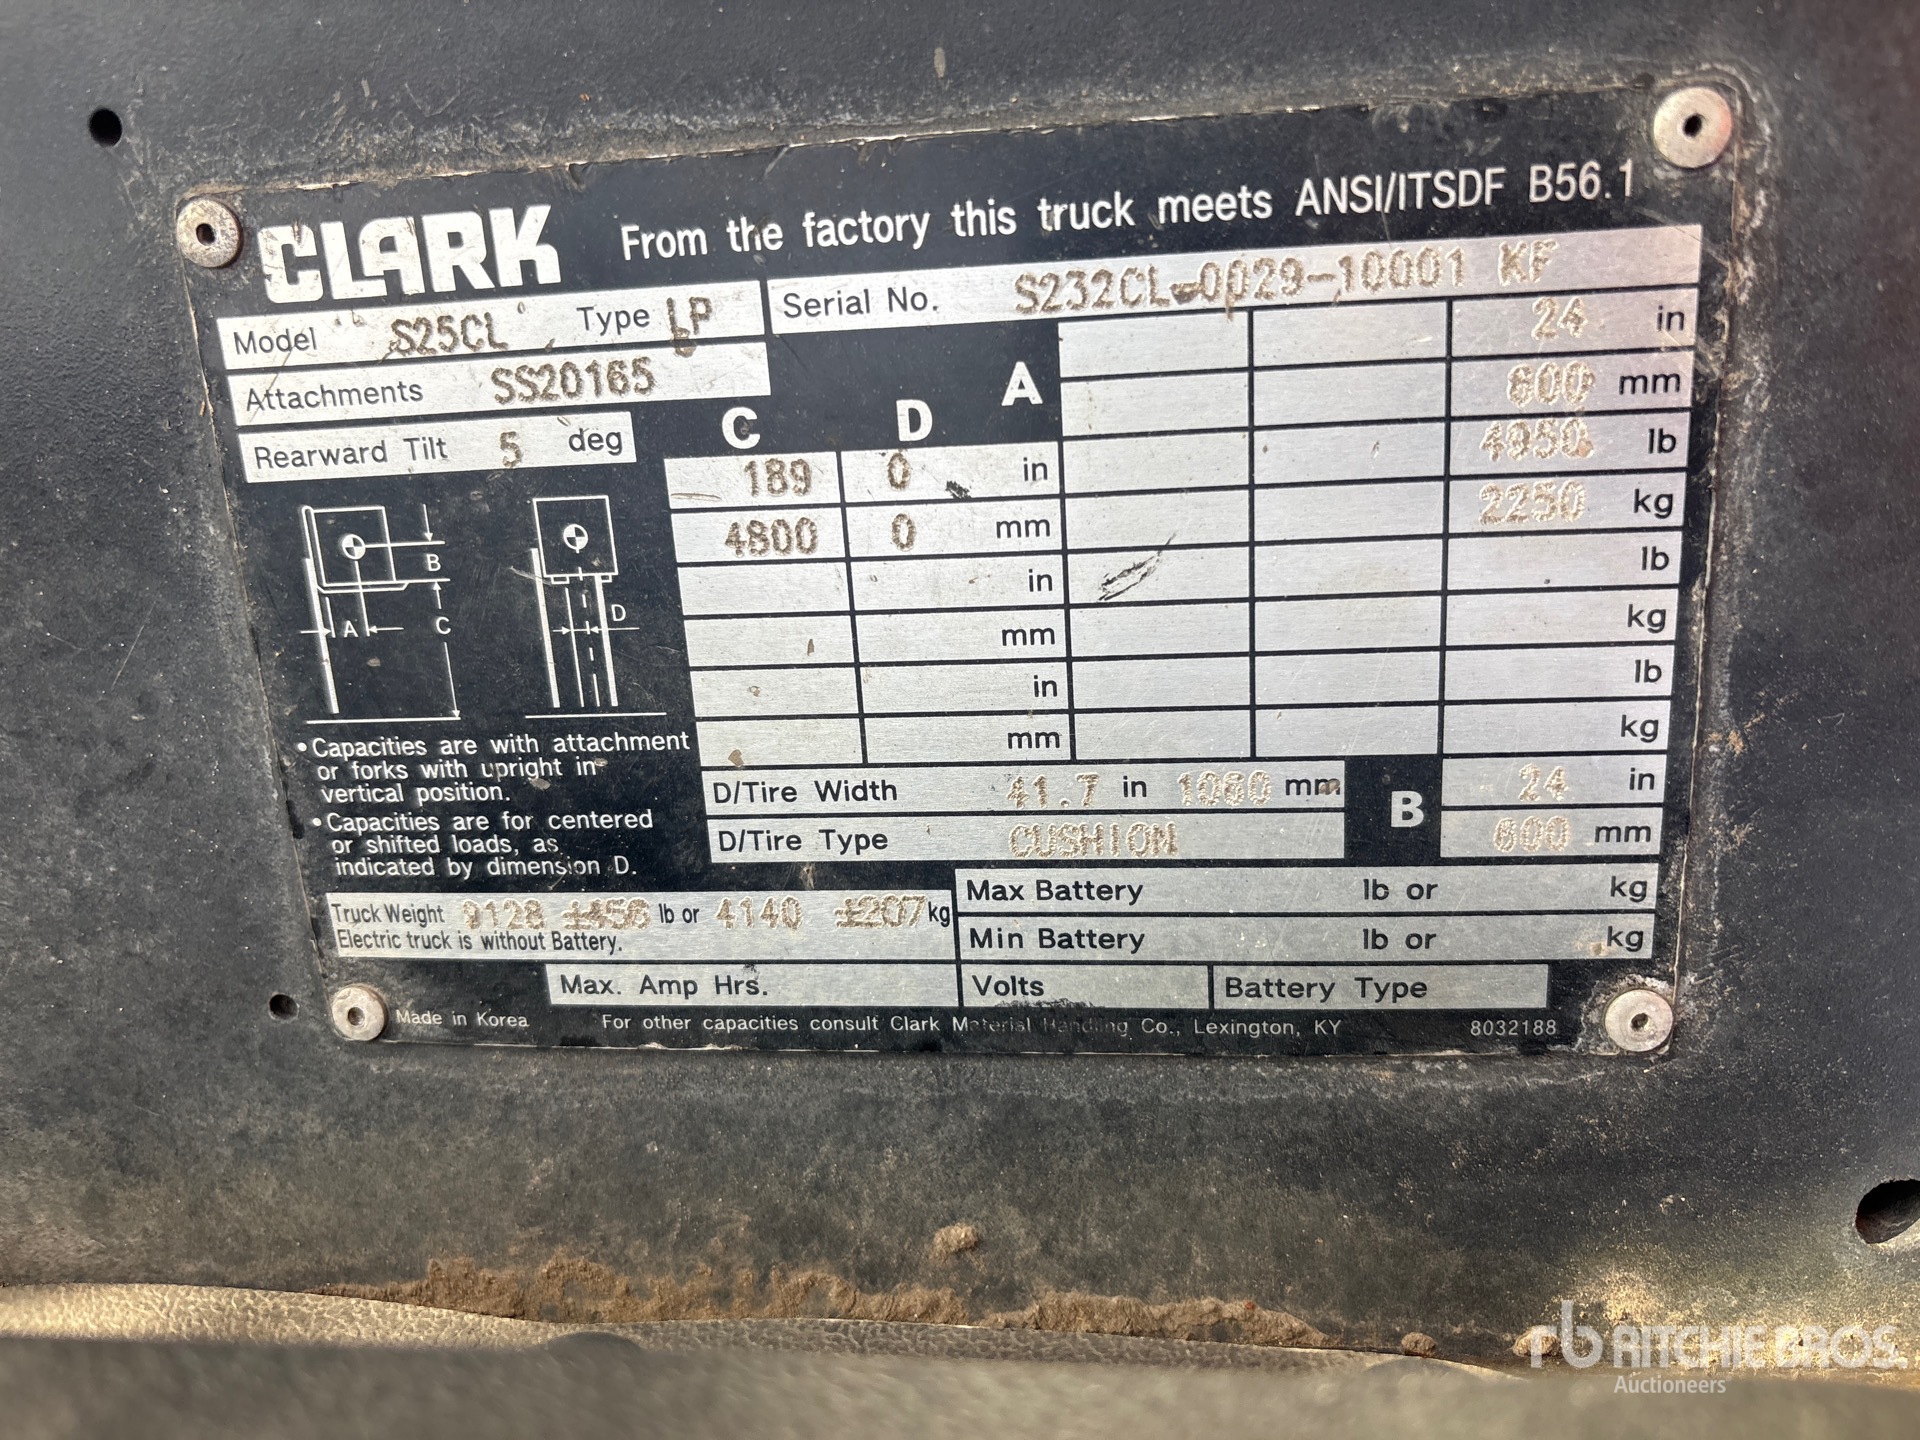 CLARK From the factory this truck meets ANSI/ITSDF B56.1
Model S25CL Type LP Serial No. S232CL-0029-10001 KF
Attachments SS20165
Rearward Tilt 5 deg
A 24 in
600 mm
C D
189 0 in 4950 lb
4800 0 mm 2250 kg
in lb
mm kg
in lb
mm kg
B
A C
D
• Capacities are with attachment
or forks with upright in
vertical position.
• Capacities are for centered
or shifted loads, as
indicated by dimension D.
D/Tire Width 41.7 in 1060 mm
D/Tire Type CUSHION
B 24 in
600 mm
Truck Weight 9128 ±456 lb or 4140 ±207 kg
Electric truck is without Battery.
Max Battery lb or kg
Min Battery lb or kg
Max. Amp Hrs. Volts Battery Type
Made in Korea For other capacities consult Clark Material Handling Co., Lexington, KY 8032188
rb RITCHIE BROS.
Auctioneers